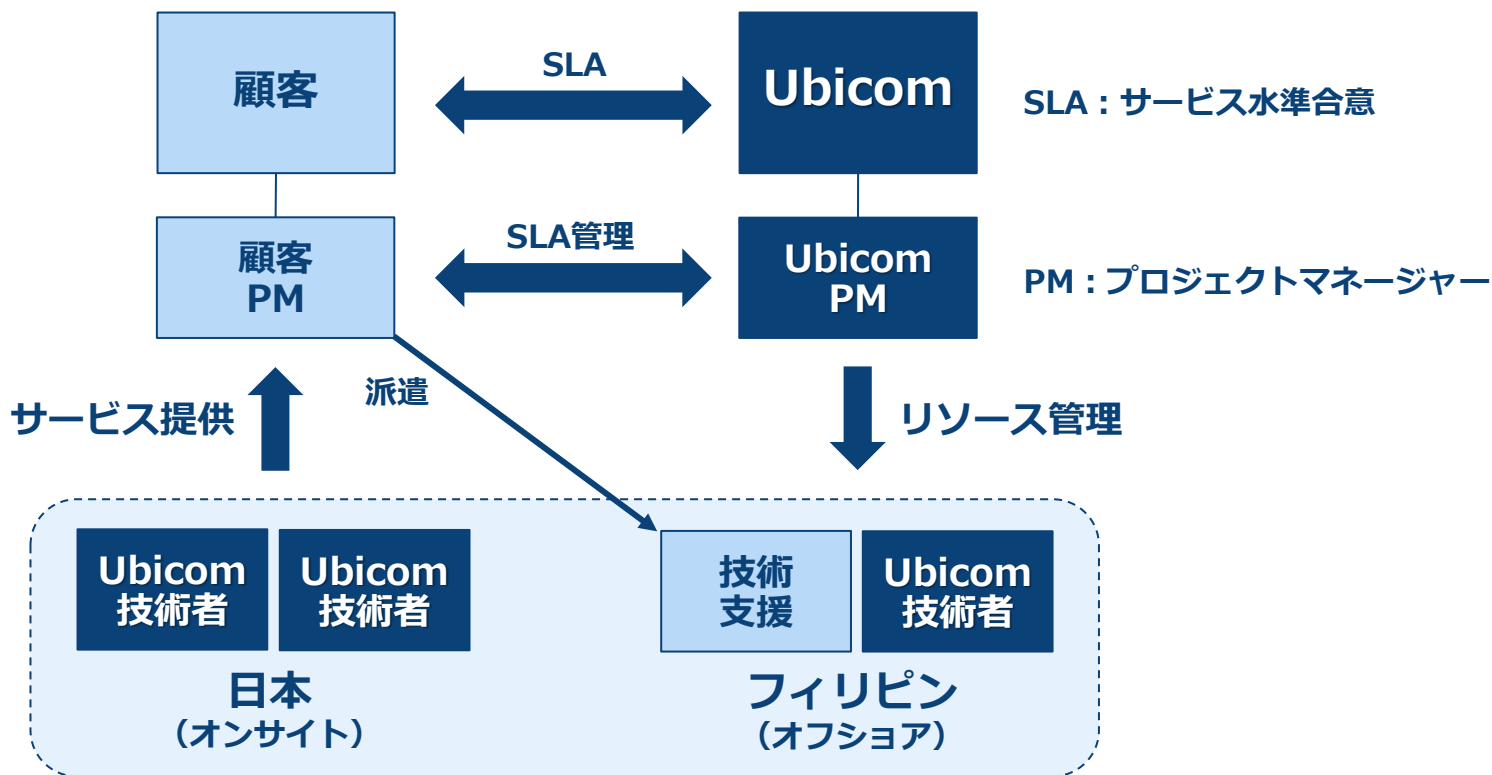 顧客
SLA
Ubicom
SLA：サービス水準合意
顧客
PM
SLA管理
Ubicom
PM
PM：プロジェクトマネージャー
サービス提供
派遣
リソース管理
Ubicom
技術者
Ubicom
技術者
技術
支援
Ubicom
技術者
日本
（オンサイト）
フィリピン
（オフショア）